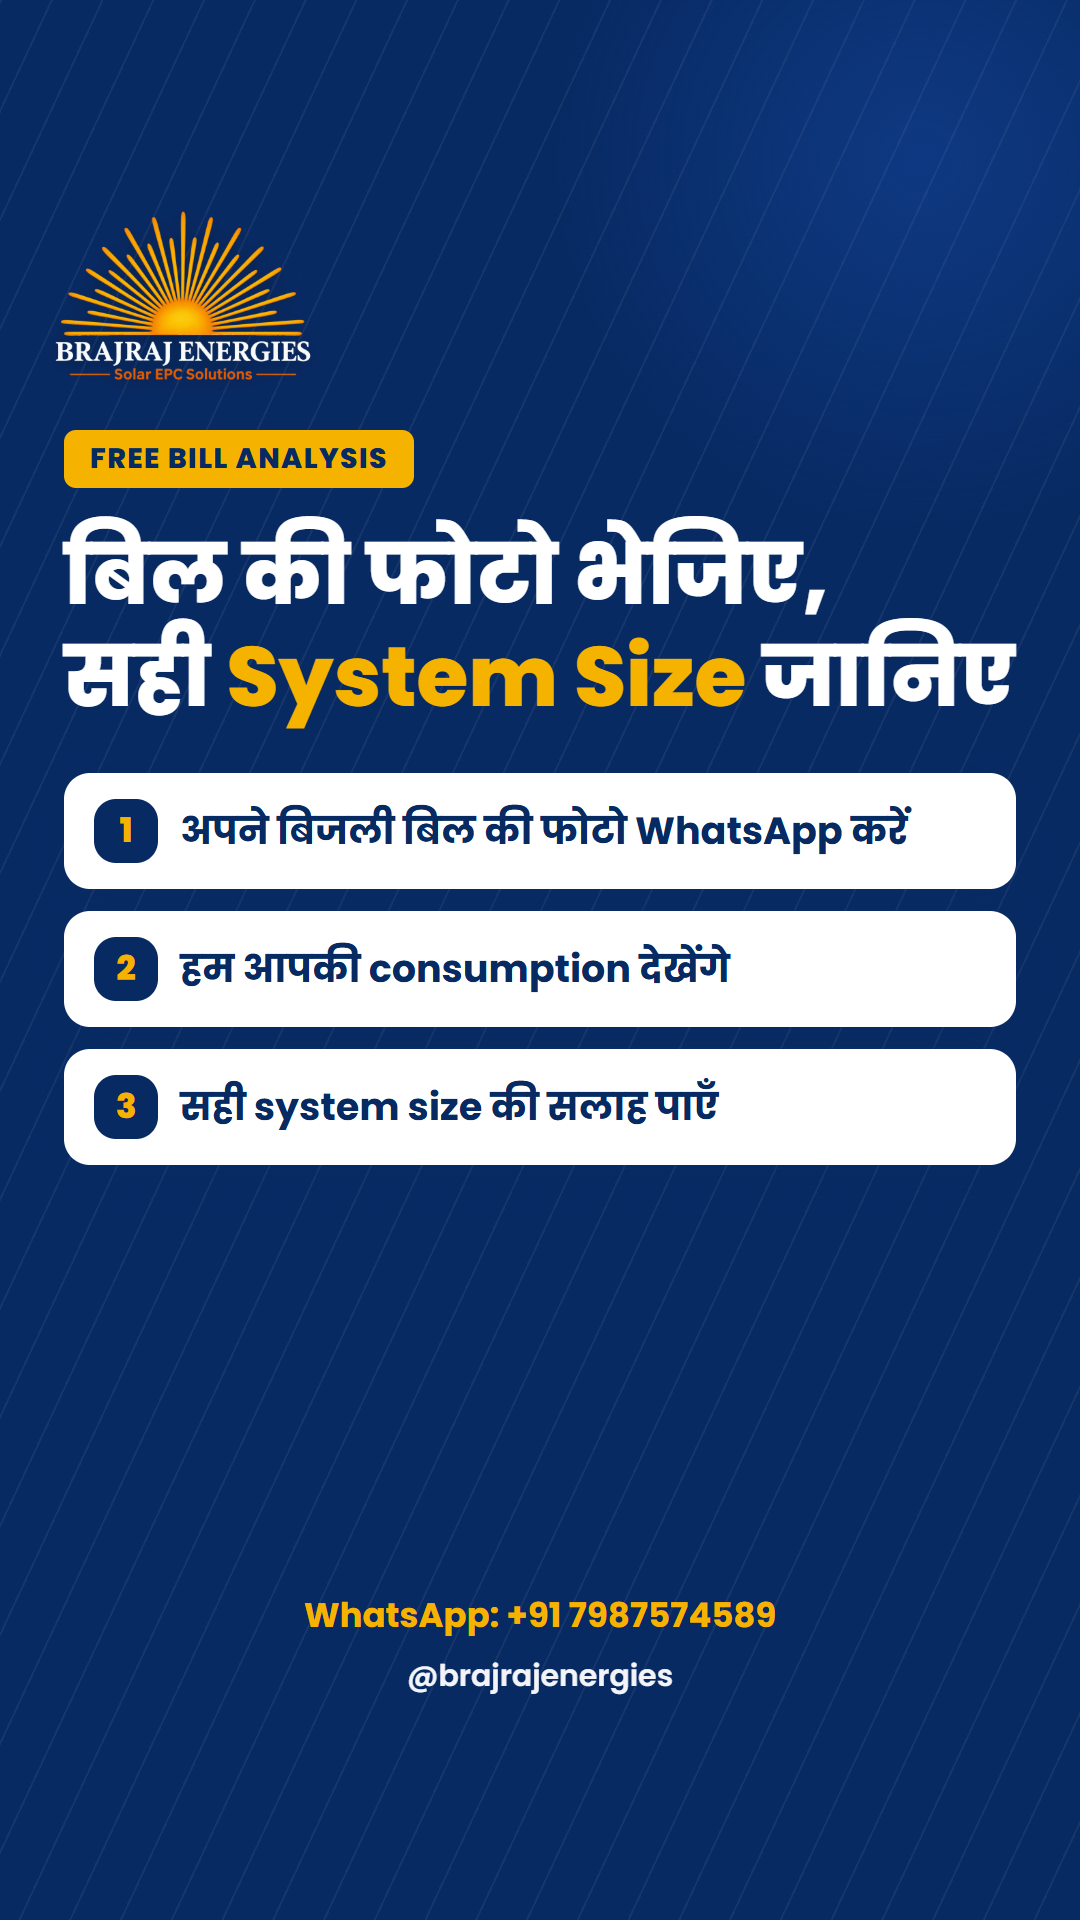 BRAJRAJ ENERGIES
Solar EPC Solutions
FREE BILL ANALYSIS
बिल की फोटो भेजिए,
सही System Size जानिए
1 अपने बिजली बिल की फोटो WhatsApp करें
2 हम आपकी consumption देखेंगे
3 सही system size की सलाह पाएँ
WhatsApp: +91 7987574589
@brajrajenergies